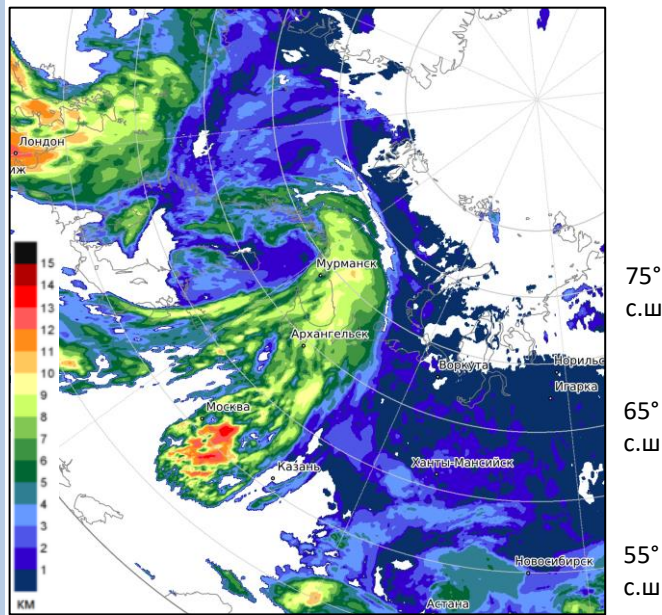 Лондон
иж
Мурманск
Архангельск
Воркута
Норильс
Игарка
Москва
Казань
Ханты-Мансийск
Новосибирск
Астана
15
14
13
12
11
10
9
8
7
6
5
4
3
2
1
КМ
75°
с.ш
65°
с.ш
55°
с.ш